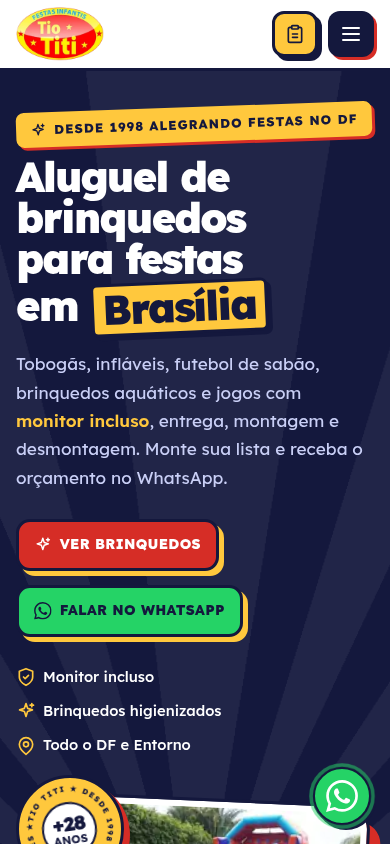 FESTAS INFANTIS
Tio
Titi
DESDE 1998 ALEGRANDO FESTAS NO DF
Aluguel de
brinquedos
para festas
em Brasília
Tobogãs, infláveis, futebol de sabão,
brinquedos aquáticos e jogos com
monitor incluso, entrega, montagem e
desmontagem. Monte sua lista e receba o
orçamento no WhatsApp.
VER BRINQUEDOS
FALAR NO WHATSAPP
Monitor incluso
Brinquedos higienizados
Todo o DF e Entorno
TIO TITI ★ DESDE 1998
+28
ANOS